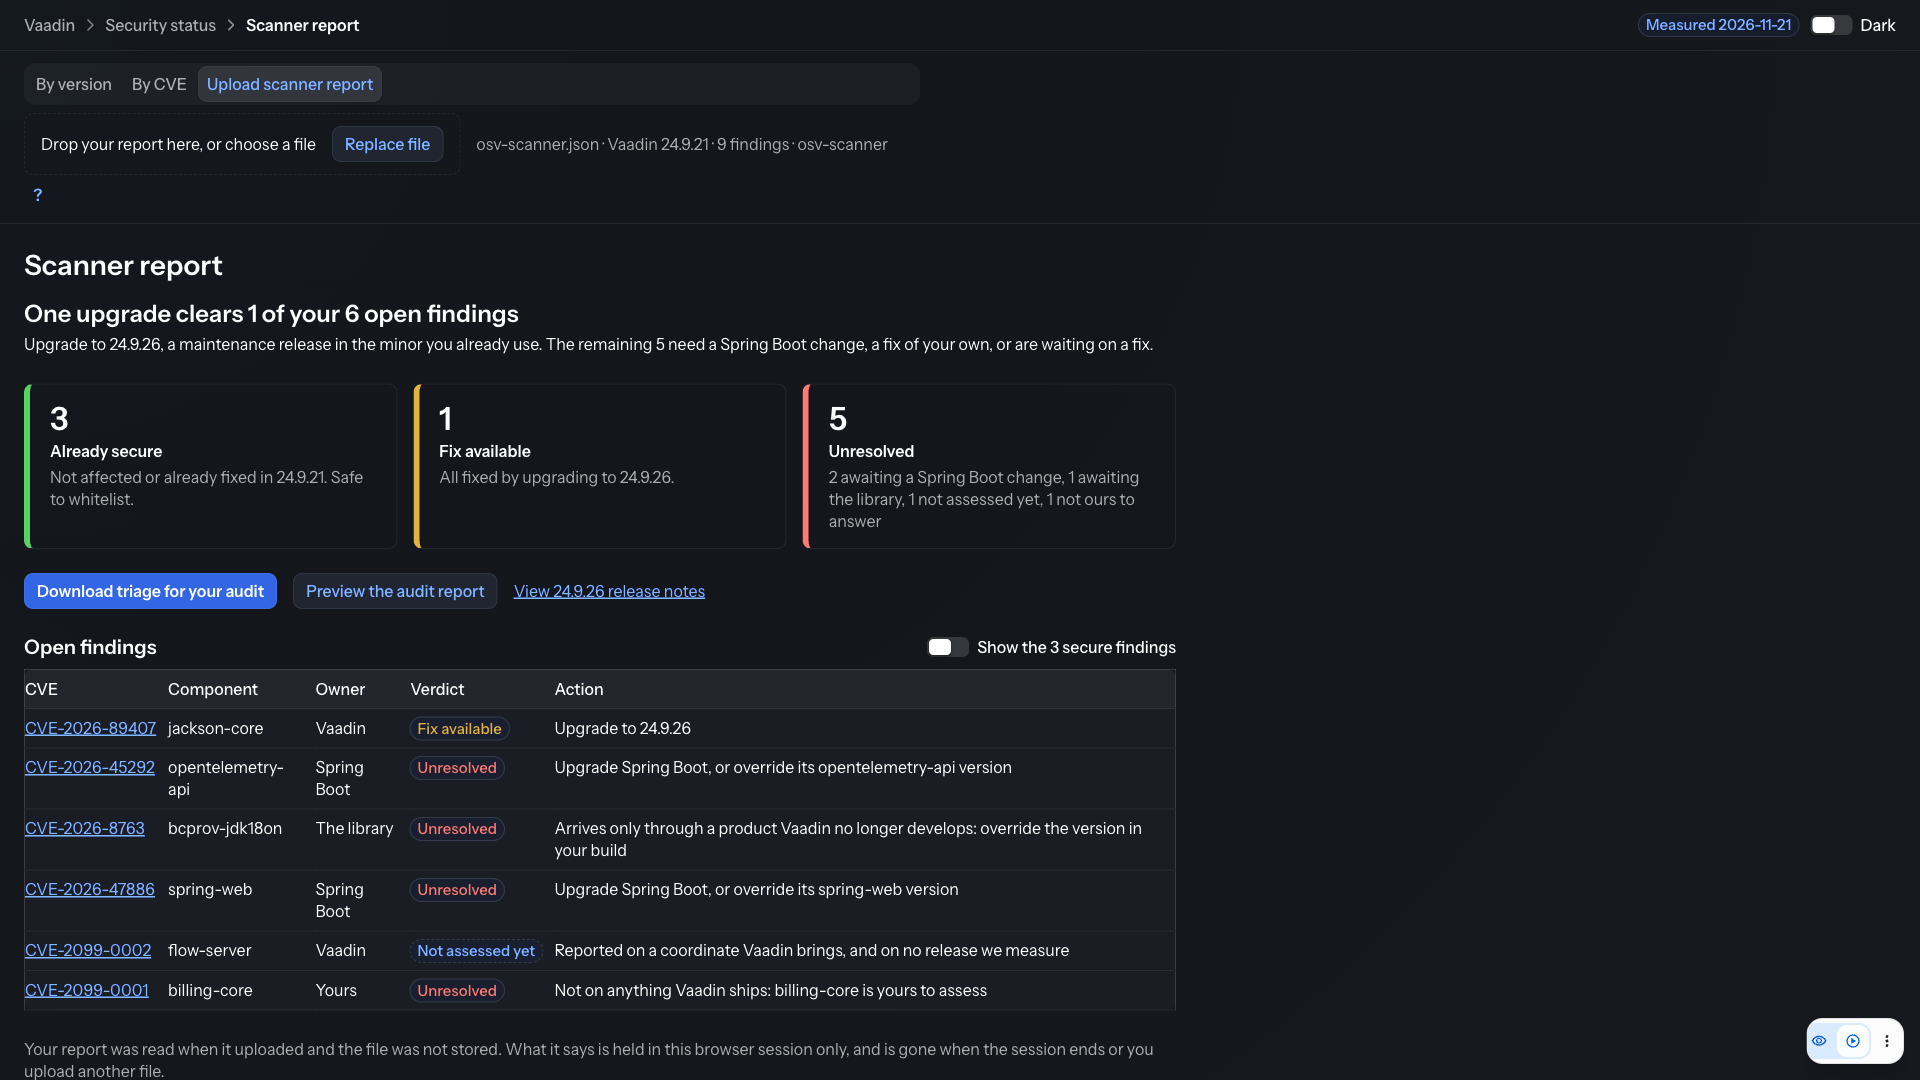 Vaadin > Security status > Scanner report
Measured 2026-11-21
Dark
By version
By CVE
Upload scanner report
Drop your report here, or choose a file
Replace file
osv-scanner.json · Vaadin 24.9.21 · 9 findings · osv-scanner
?
Scanner report
One upgrade clears 1 of your 6 open findings
Upgrade to 24.9.26, a maintenance release in the minor you already use. The remaining 5 need a Spring Boot change, a fix of your own, or are waiting on a fix.
3
Already secure
Not affected or already fixed in 24.9.21. Safe
to whitelist.
1
Fix available
All fixed by upgrading to 24.9.26.
5
Unresolved
2 awaiting a Spring Boot change, 1 awaiting
the library, 1 not assessed yet, 1 not ours to
answer
Download triage for your audit
Preview the audit report
View 24.9.26 release notes
Open findings
Show the 3 secure findings
CVE Component Owner Verdict Action
CVE-2026-89407 jackson-core Vaadin Fix available Upgrade to 24.9.26
CVE-2026-45292 opentelemetry- Spring Unresolved Upgrade Spring Boot, or override its opentelemetry-api version
api Boot
CVE-2026-8763 bcprov-jdk18on The library Unresolved Arrives only through a product Vaadin no longer develops: override the version in
your build
CVE-2026-47886 spring-web Spring Unresolved Upgrade Spring Boot, or override its spring-web version
Boot
CVE-2099-0002 flow-server Vaadin Not assessed yet Reported on a coordinate Vaadin brings, and on no release we measure
CVE-2099-0001 billing-core Yours Unresolved Not on anything Vaadin ships: billing-core is yours to assess
Your report was read when it uploaded and the file was not stored. What it says is held in this browser session only, and is gone when the session ends or you
upload another file.